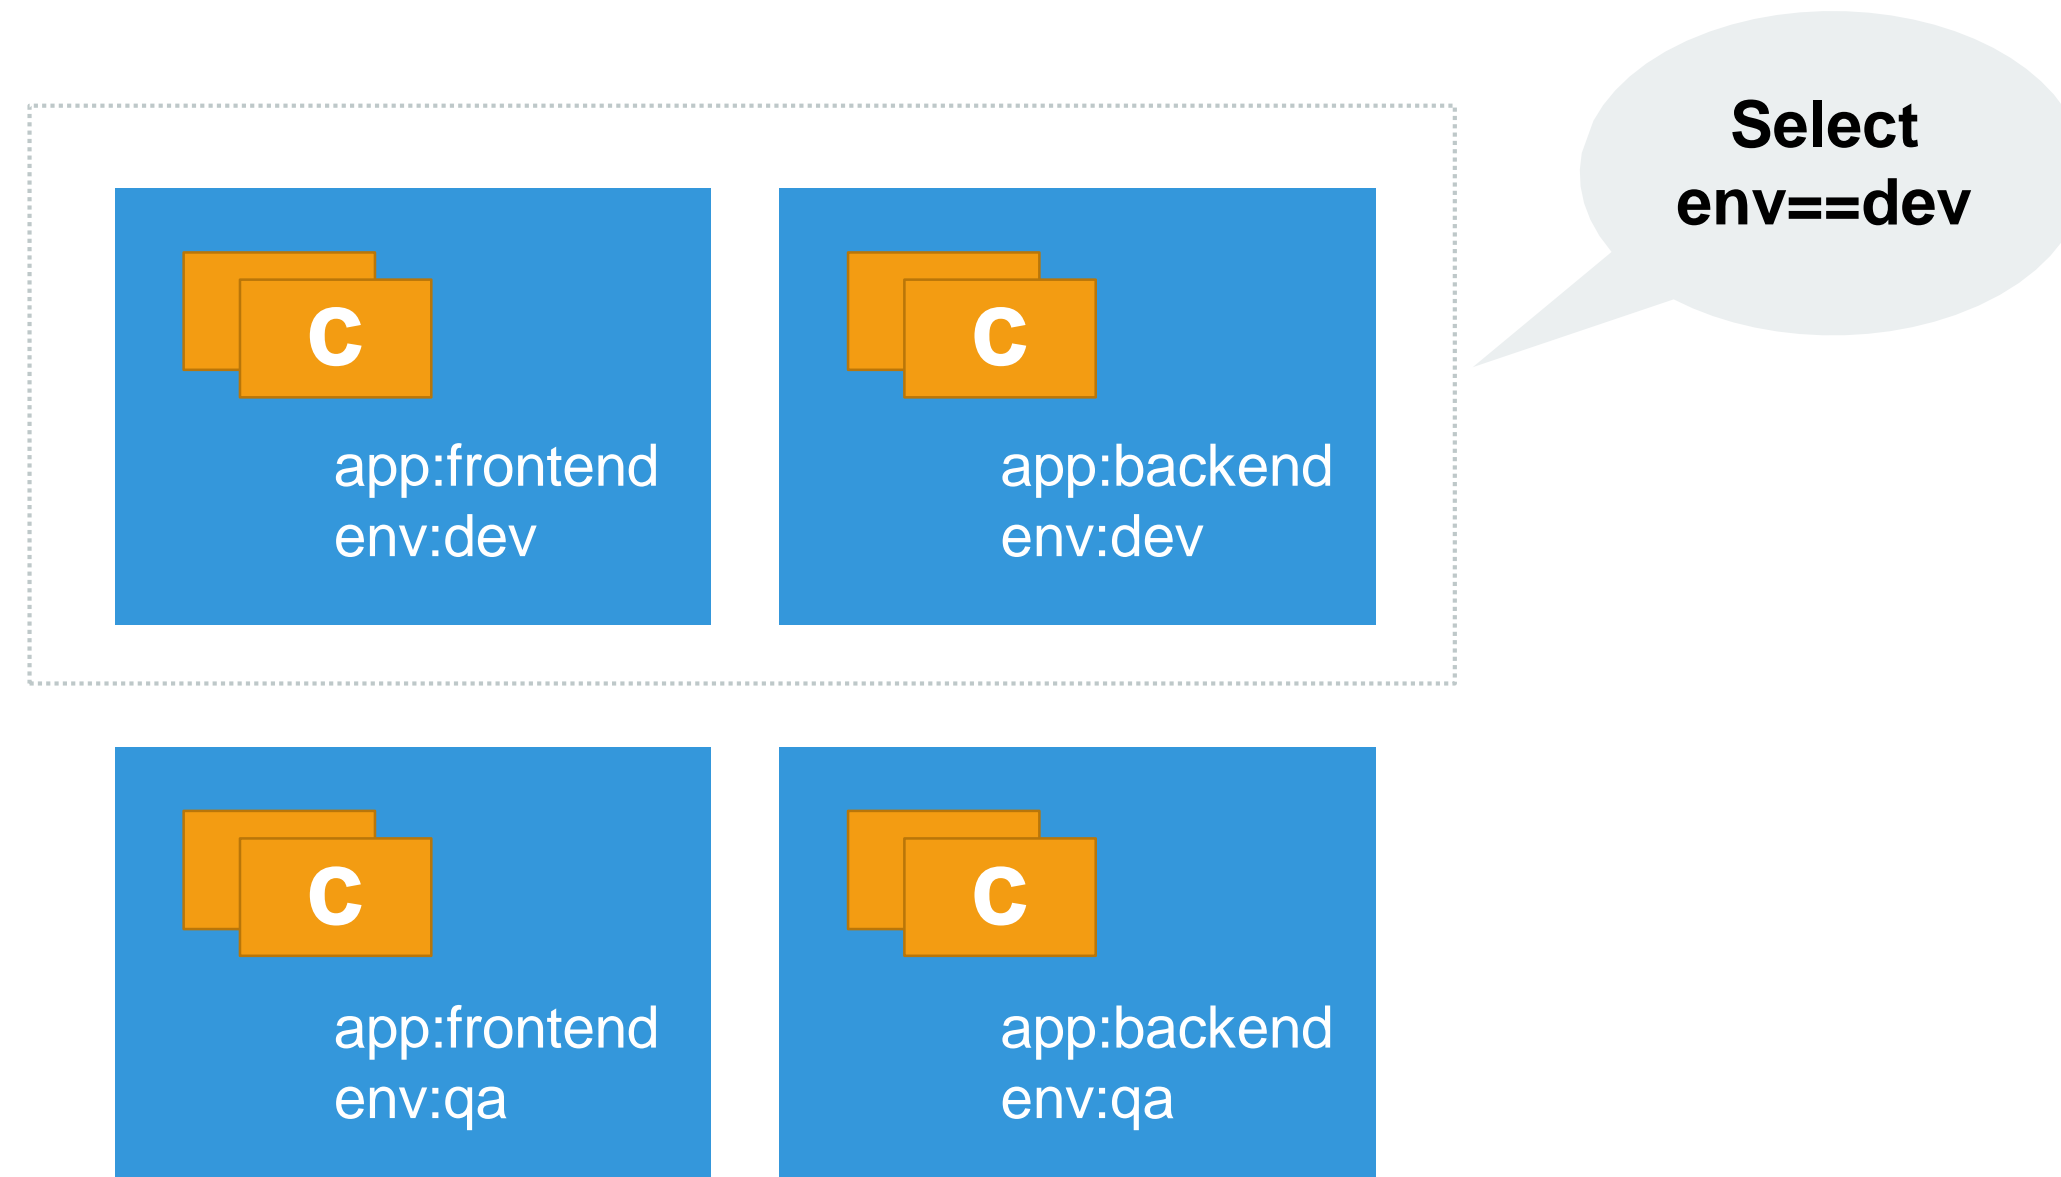 Select
env==dev
C
app:frontend
env:dev
C
app:backend
env:dev
C
app:frontend
env:qa
C
app:backend
env:qa